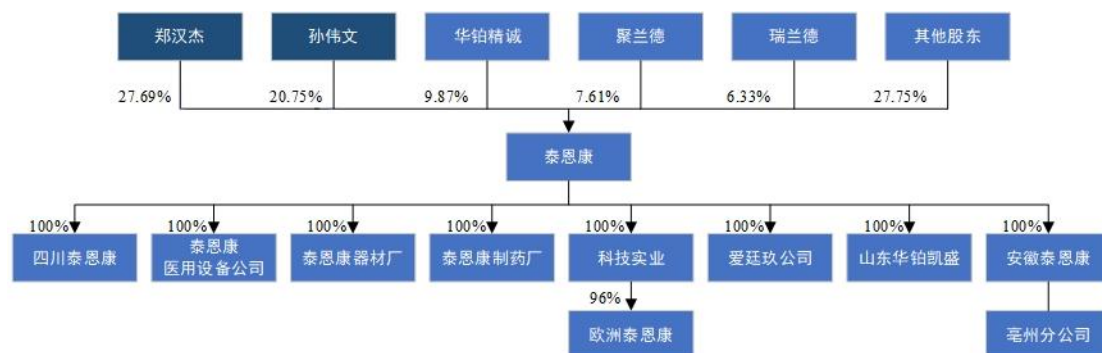 郑汉杰
孙伟文
华铂精诚
聚兰德
瑞兰德
其他股东
27.69%
20.75%
9.87%
7.61%
6.33%
27.75%
泰恩康
100%
100%
100%
100%
100%
100%
100%
100%
四川泰恩康
泰恩康
医用设备公司
泰恩康器材厂
泰恩康制药厂
科技实业
爱廷玖公司
山东华铂凯盛
安徽泰恩康
96%
欧洲泰恩康
亳州分公司